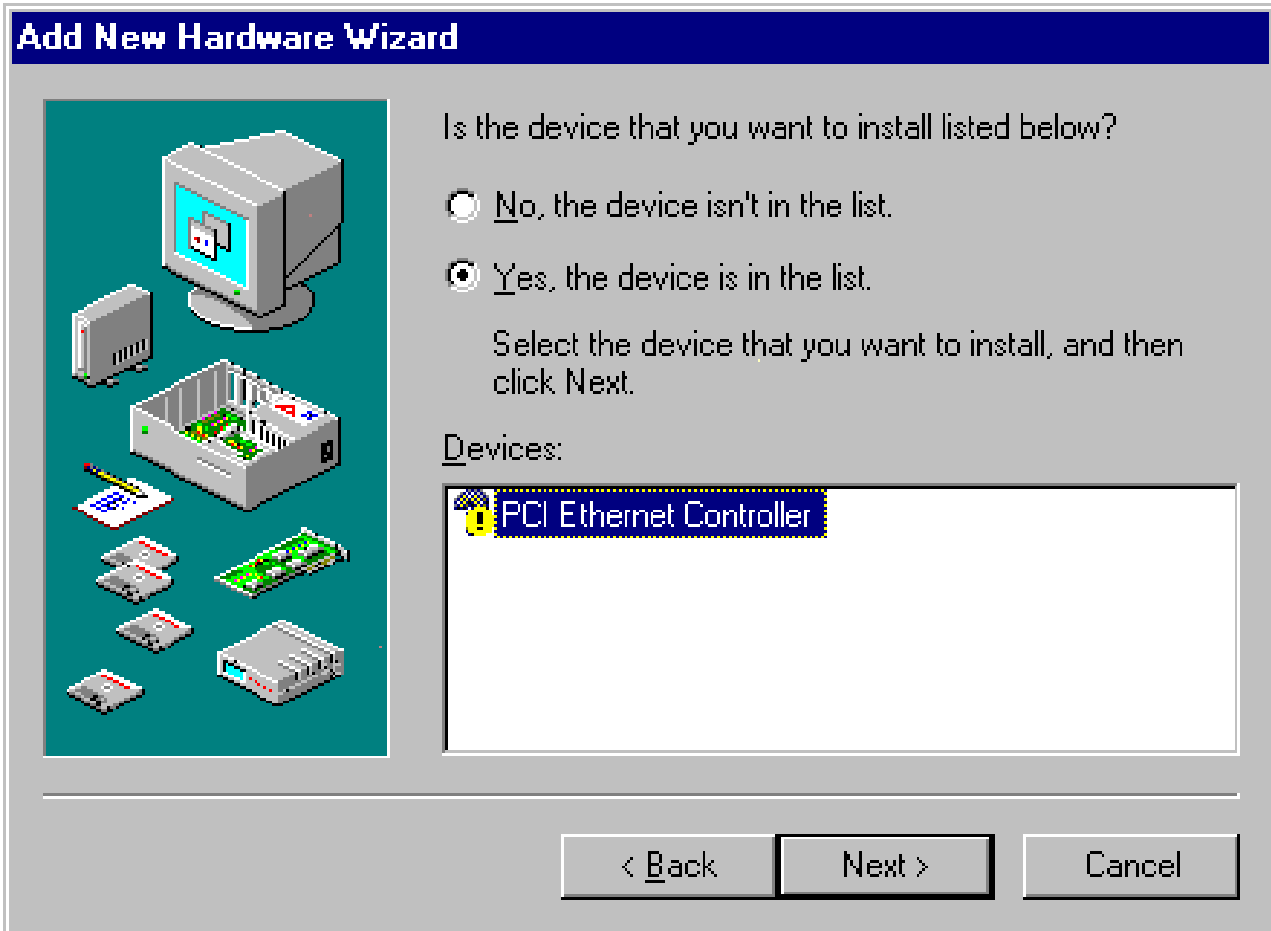 Add New Hardware Wizard
Is the device that you want to install listed below?
No, the device isn't in the list.
Yes, the device is in the list.
Select the device that you want to install, and then
click Next.
Devices:
PCI Ethernet Controller
< Back
Next >
Cancel